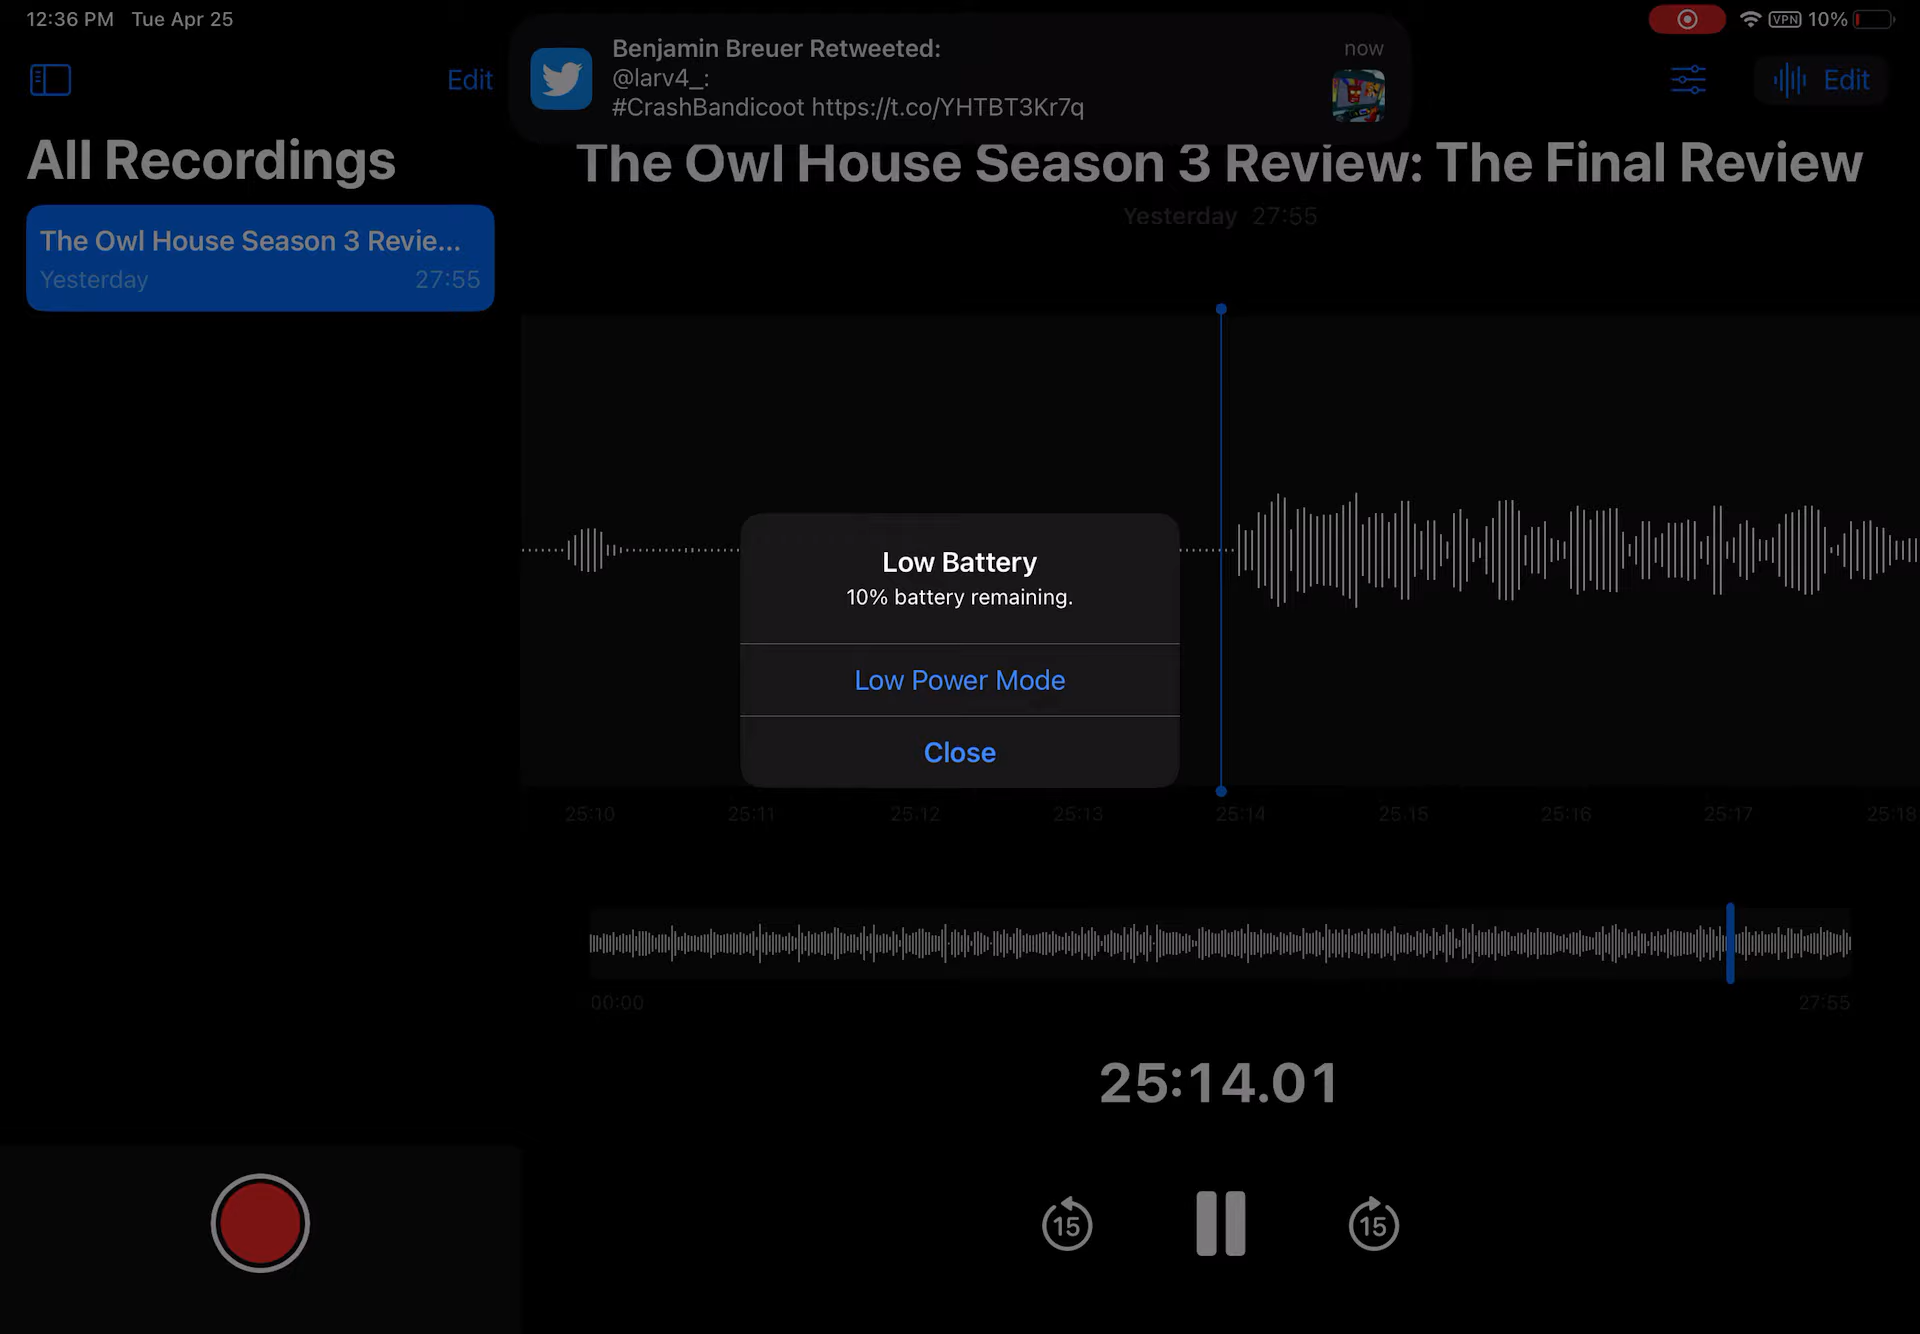 12:36 PM Tue Apr 25
VPN 10%
Edit
Benjamin Breuer Retweeted:
now
@larv4_:
#CrashBandicoot https://t.co/YHTBT3Kr7q
Edit
All Recordings
The Owl House Season 3 Revie...
Yesterday 27:55
The Owl House Season 3 Review: The Final Review
Yesterday 27:55
Low Battery
10% battery remaining.
Low Power Mode
Close
25:10 25:11 25:12 25:13 25:14 25:15 25:16 25:17 25:18
00:00 27:55
25:14.01
15 15